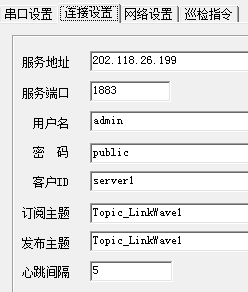 串口设置 连接设置 网络设置 巡检指令
服务地址 202.118.26.199
服务端口 1883
用户名 admin
密 码 public
客户ID server1
订阅主题 Topic_LinkWave1
发布主题 Topic_LinkWave1
心跳间隔 5